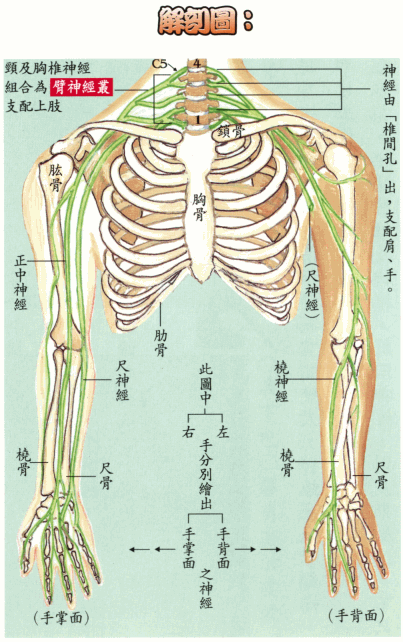 解剖圖：
頸及胸椎神經
組合為 臂神經叢
支配上肢
C5
4
1
神經由「椎間孔」出，支配肩、手。
鎖骨
肱骨
胸骨
正中神經
（尺神經）
肋骨
尺神經
橈神經
此圖中
右 左
手分別繪出
手掌面 手背面
之神經
橈骨
尺骨
橈骨
尺骨
（手掌面）
（手背面）